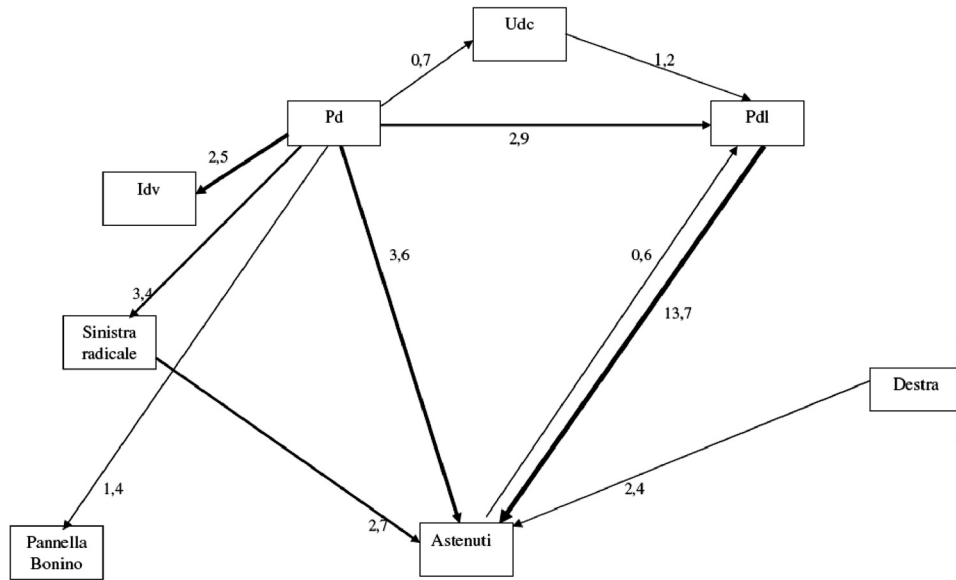 Udc
0,7
1,2
Pd
Pdl
2,9
2,5
Idv
3,6
0,6
3,4
13,7
Sinistra
radicale
Destra
1,4
2,4
2,7
Pannella
Bonino
Astenuti